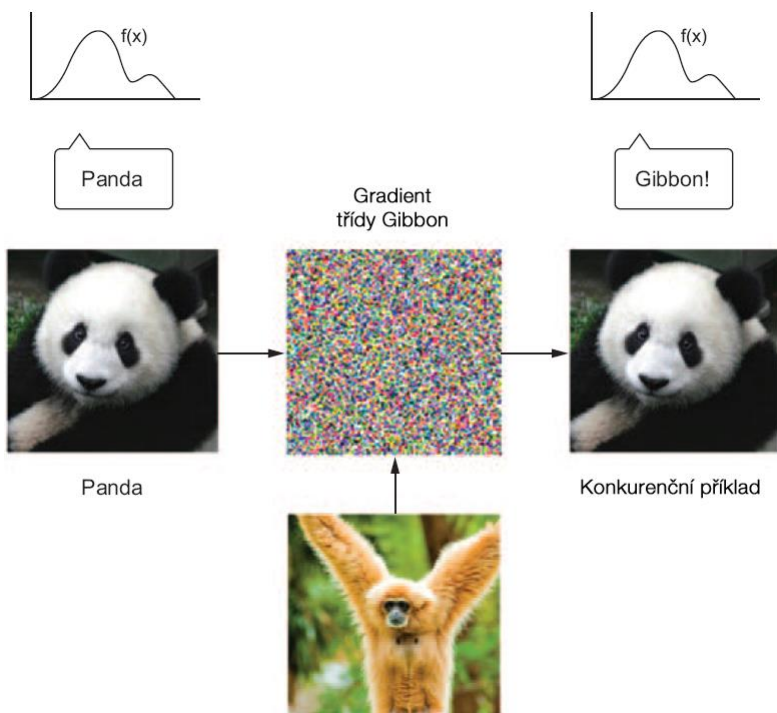 f(x)
f(x)
Panda
Gibbon!
Gradient
třídy Gibbon
Panda
Konkurenční příklad